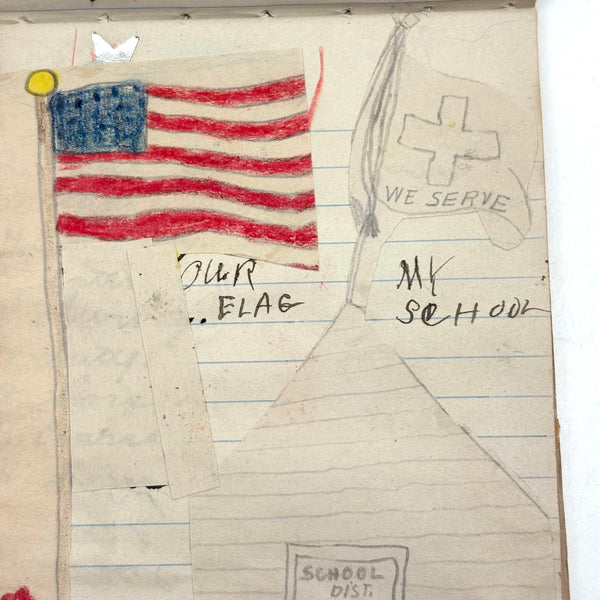 WE SERVE
OUR
.. FLAG
MY
SCHOOL
SCHOOL
DIST.